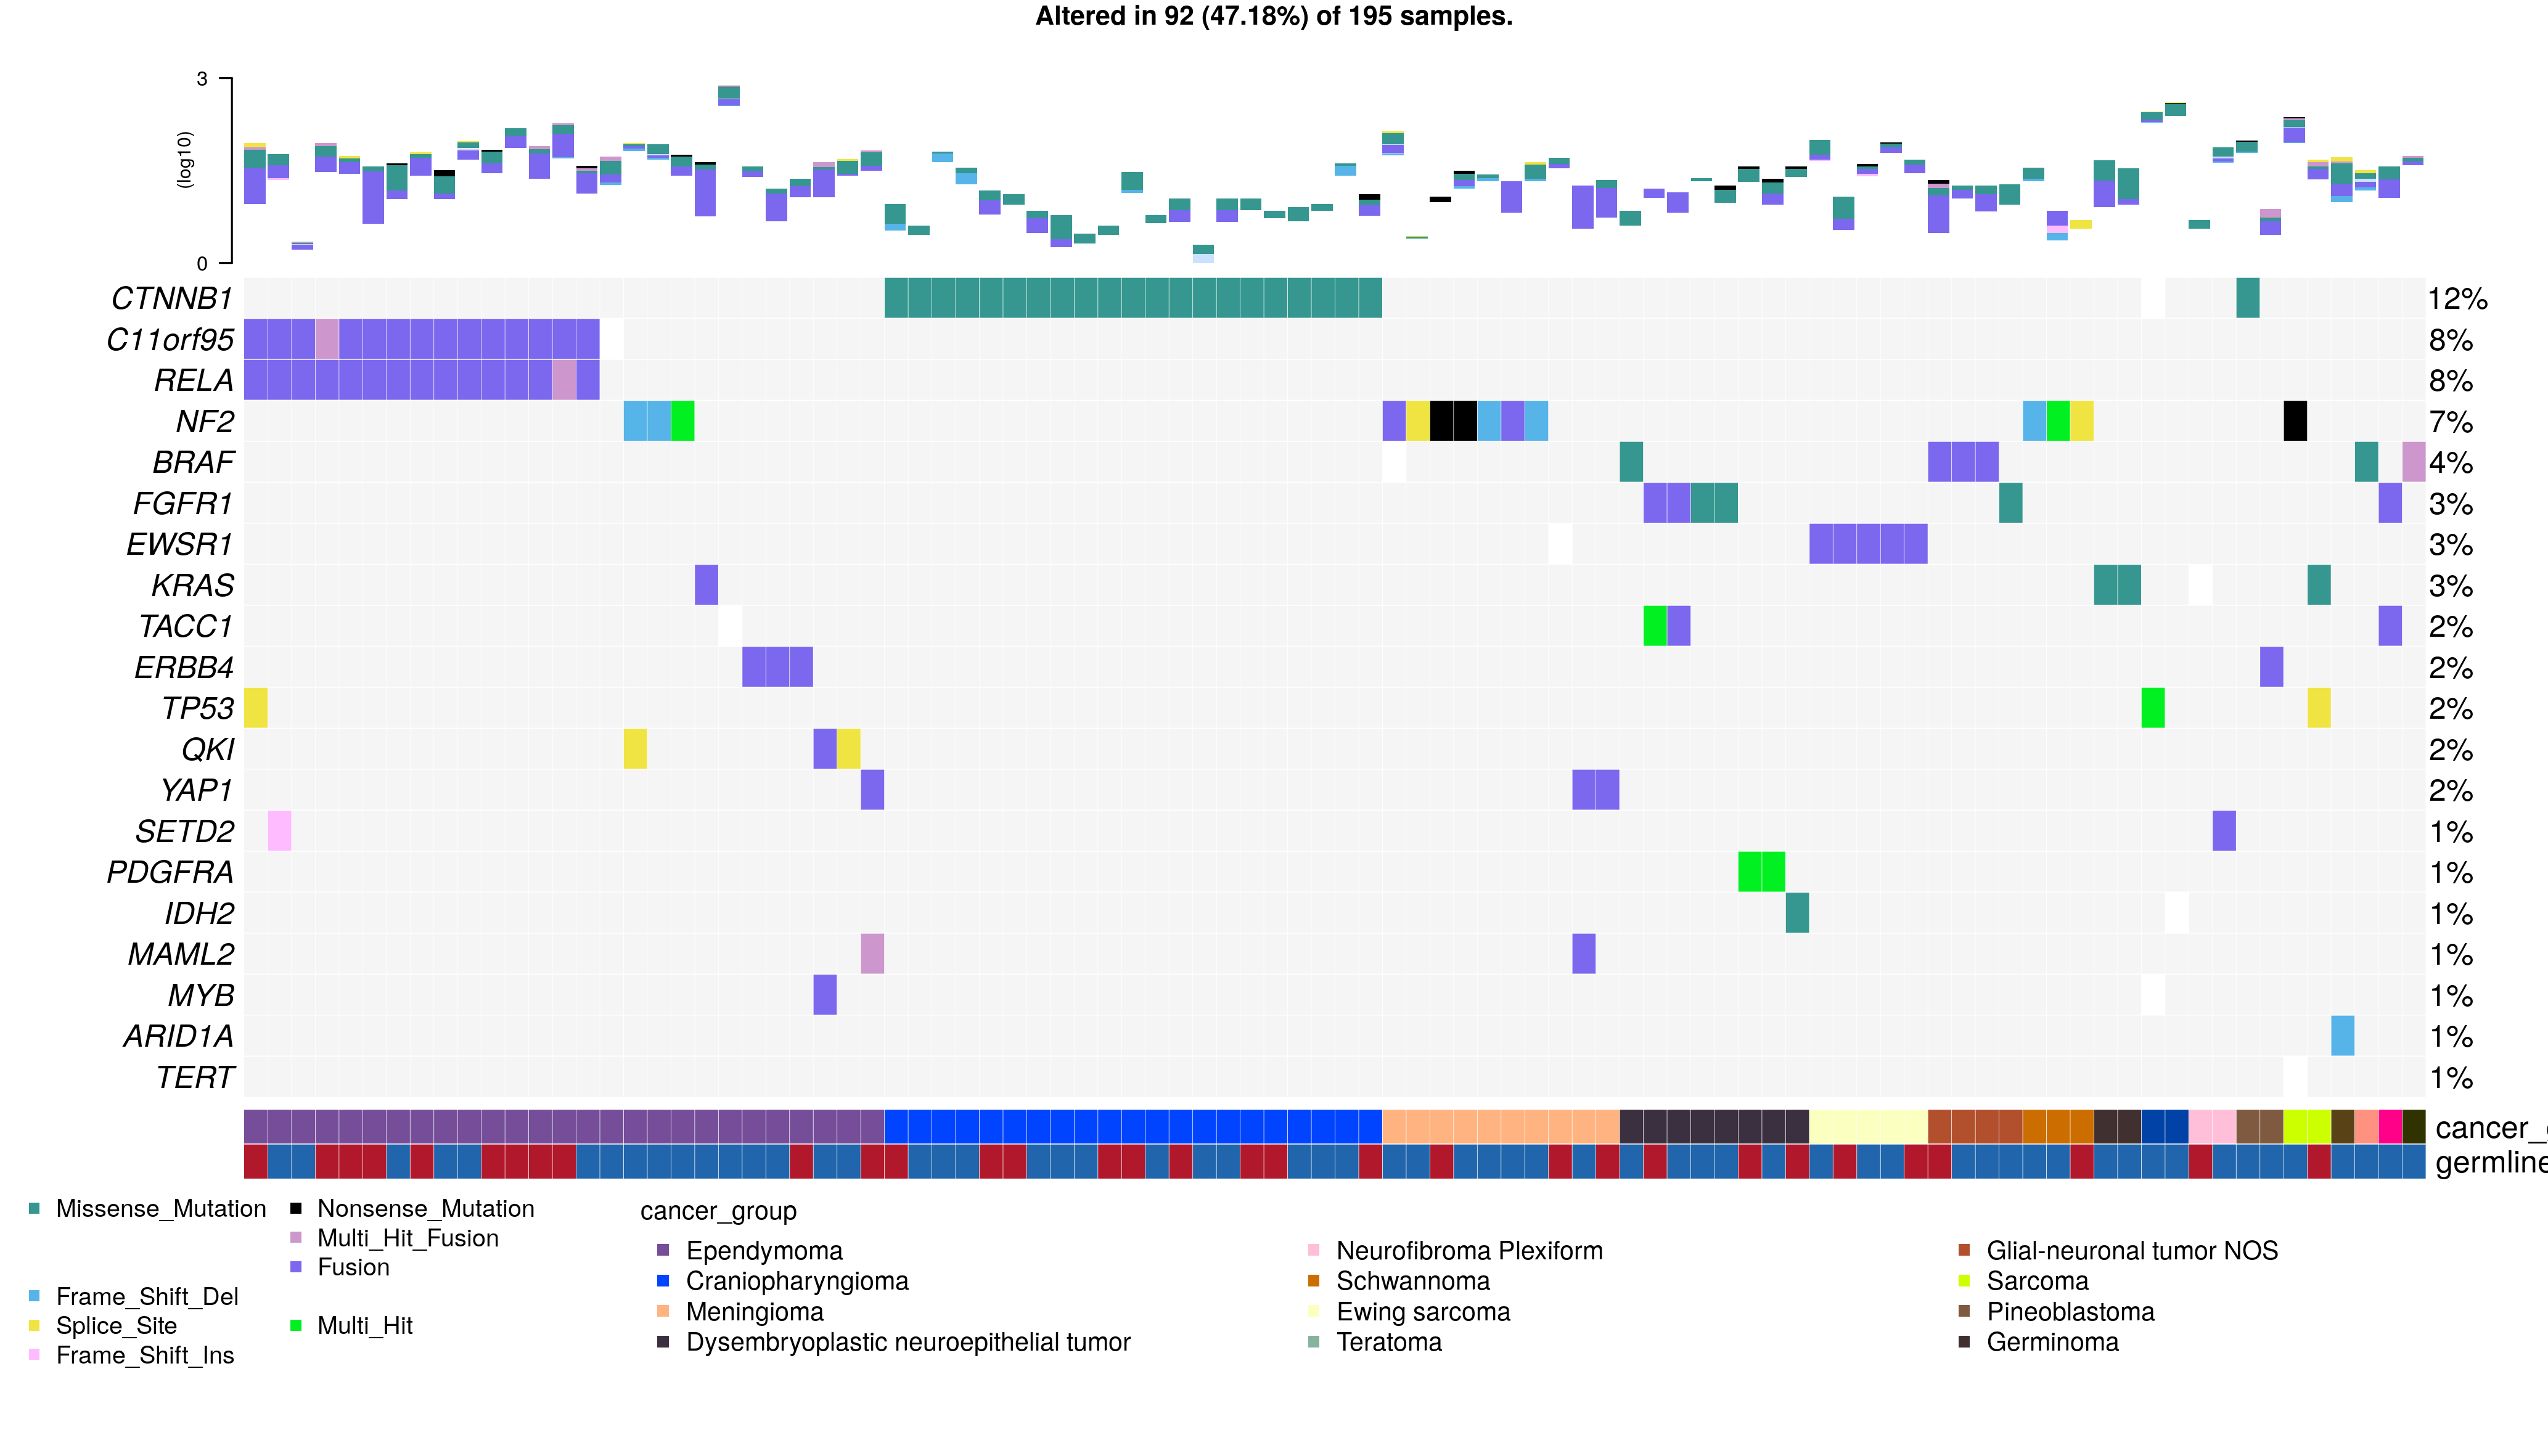 Altered in 92 (47.18%) of 195 samples.
3
(log10)
0
CTNNB1 12%
C11orf95 8%
RELA 8%
NF2 7%
BRAF 4%
FGFR1 3%
EWSR1 3%
KRAS 3%
TACC1 2%
ERBB4 2%
TP53 2%
QKI 2%
YAP1 2%
SETD2 1%
PDGFRA 1%
IDH2 1%
MAML2 1%
MYB 1%
ARID1A 1%
TERT 1%
cancer_
germline
Missense_Mutation
Frame_Shift_Del
Splice_Site
Frame_Shift_Ins
Nonsense_Mutation
Multi_Hit_Fusion
Fusion
Multi_Hit
cancer_group
Ependymoma
Craniopharyngioma
Meningioma
Dysembryoplastic neuroepithelial tumor
Neurofibroma Plexiform
Schwannoma
Ewing sarcoma
Teratoma
Glial-neuronal tumor NOS
Sarcoma
Pineoblastoma
Germinoma